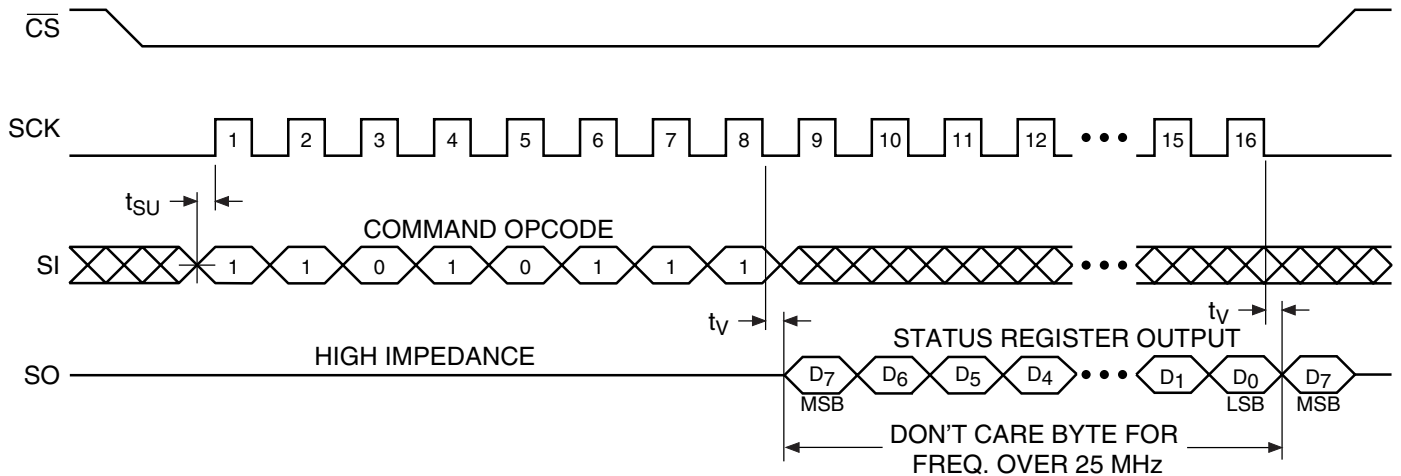 CS
SCK 1 2 3 4 5 6 7 8 9 10 11 12 ••• 15 16
tSU
COMMAND OPCODE
SI 1 1 0 1 0 1 1 1 •••
tV tV
STATUS REGISTER OUTPUT
HIGH IMPEDANCE
SO D7 D6 D5 D4 ••• D1 D0 D7
MSB LSB MSB
DON'T CARE BYTE FOR
FREQ. OVER 25 MHz